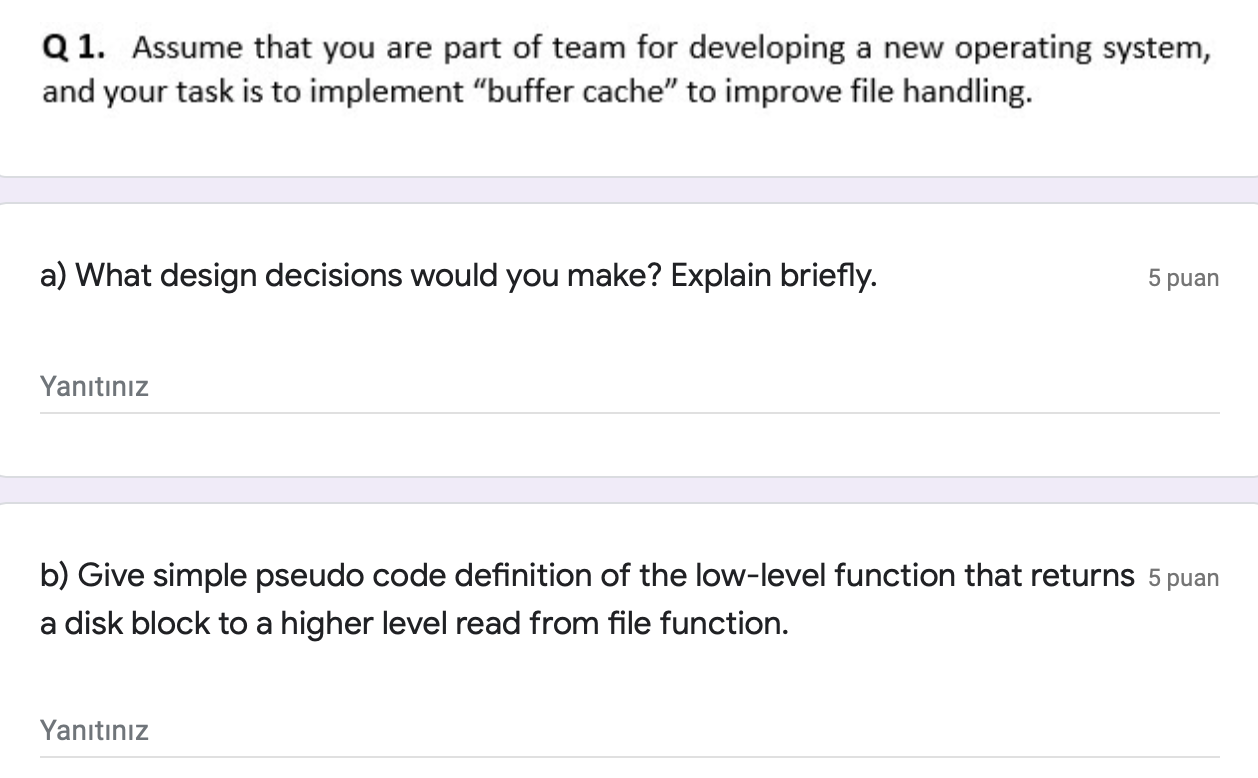 Q 1. Assume that you are part of team for developing a new operating system,
and your task is to implement “buffer cache” to improve file handling.
a) What design decisions would you make? Explain briefly.
5 puan
Yanıtınız
b) Give simple pseudo code definition of the low-level function that returns
5 puan
a disk block to a higher level read from file function.
Yanıtınız